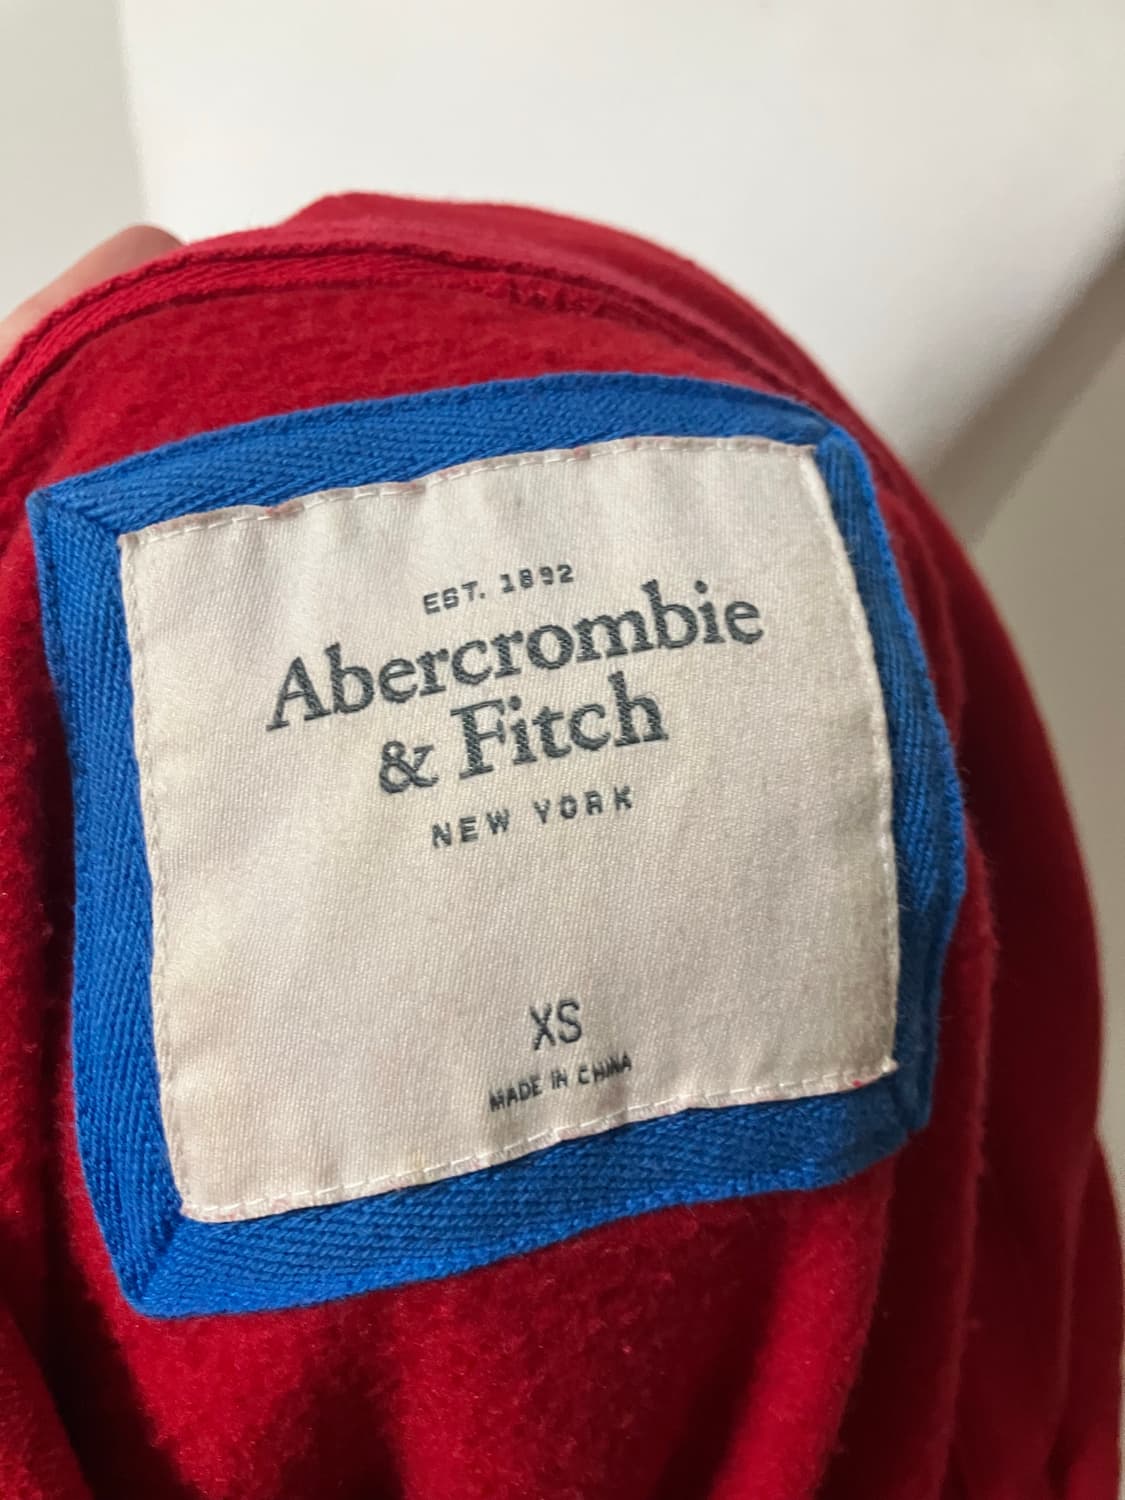 EST. 1892
Abercrombie
& Fitch
NEW YORK
XS
MADE IN CHINA